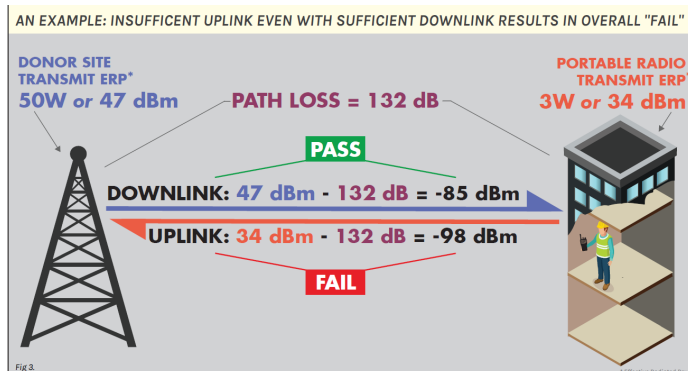 AN EXAMPLE: INSUFFICENT UPLINK EVEN WITH SUFFICIENT DOWNLINK RESULTS IN OVERALL "FAIL"
DONOR SITE
TRANSMIT ERP*
50W or 47 dBm
PATH LOSS = 132 dB
PORTABLE RADIO
TRANSMIT ERP*
3W or 34 dBm
PASS
DOWNLINK: 47 dBm - 132 dB = -85 dBm
UPLINK: 34 dBm - 132 dB = -98 dBm
FAIL
Fig 3.